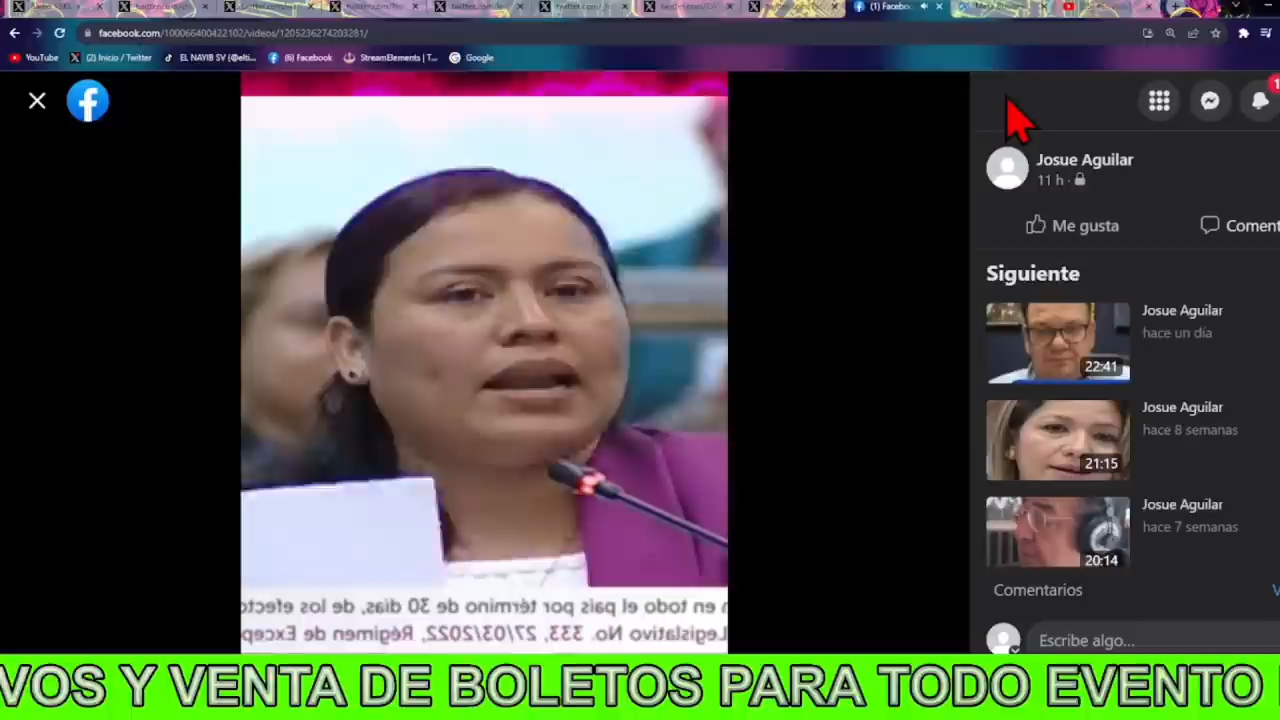 facebook.com/100066400422102/videos/1205236274203281/
YouTube
(2) Inicio / Twitter
EL NAYIB SV (@elti...
(6) Facebook
StreamElements | T...
Google
Josue Aguilar
11 h
Me gusta
Coment
Siguiente
Josue Aguilar
hace un día
22:41
Josue Aguilar
hace 8 semanas
21:15
Josue Aguilar
hace 7 semanas
20:14
Comentarios
Escribe algo...
n en todo el país por término de 30 días, de los efecto
Legislativo No. 333, 27/03/2022, Régimen de Excep
VOS Y VENTA DE BOLETOS PARA TODO EVENTO